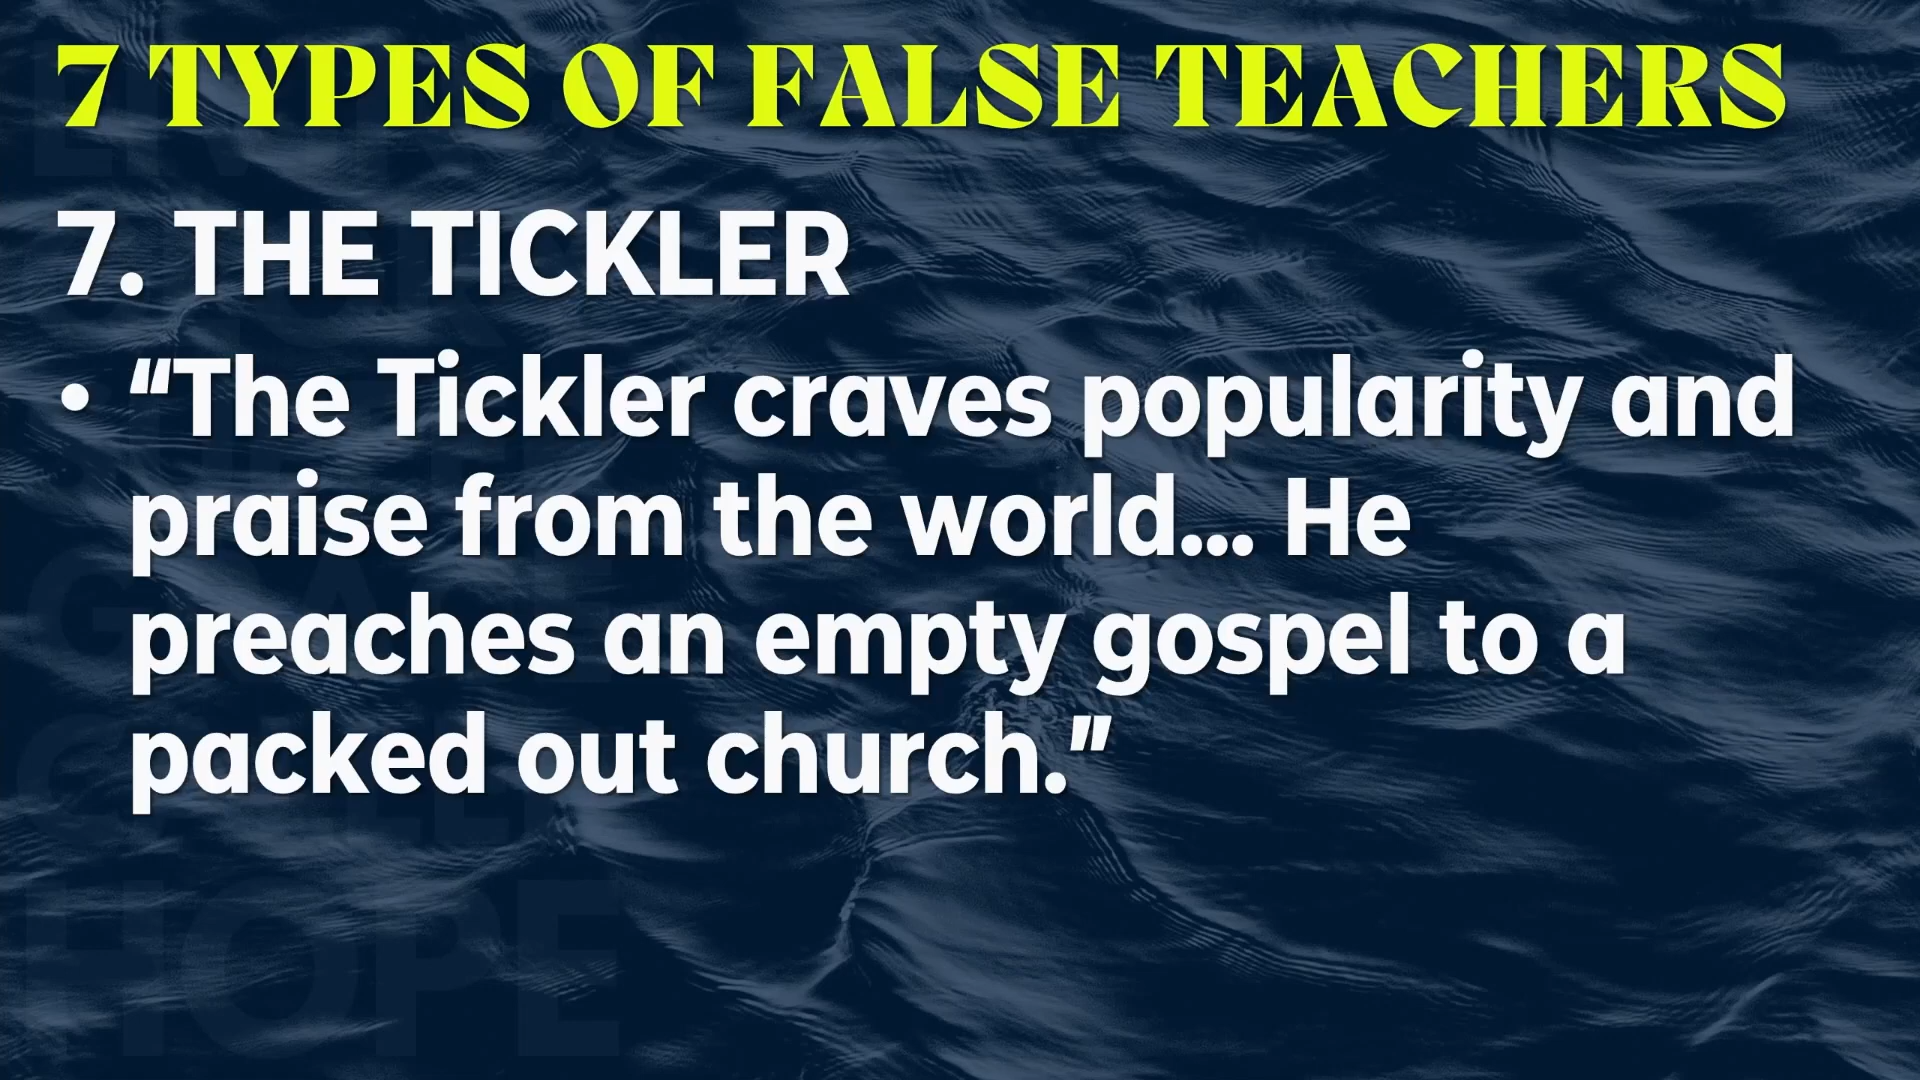 7 TYPES OF FALSE TEACHERS
7. THE TICKLER
• “The Tickler craves popularity and
praise from the world... He
preaches an empty gospel to a
packed out church.”
HOPE